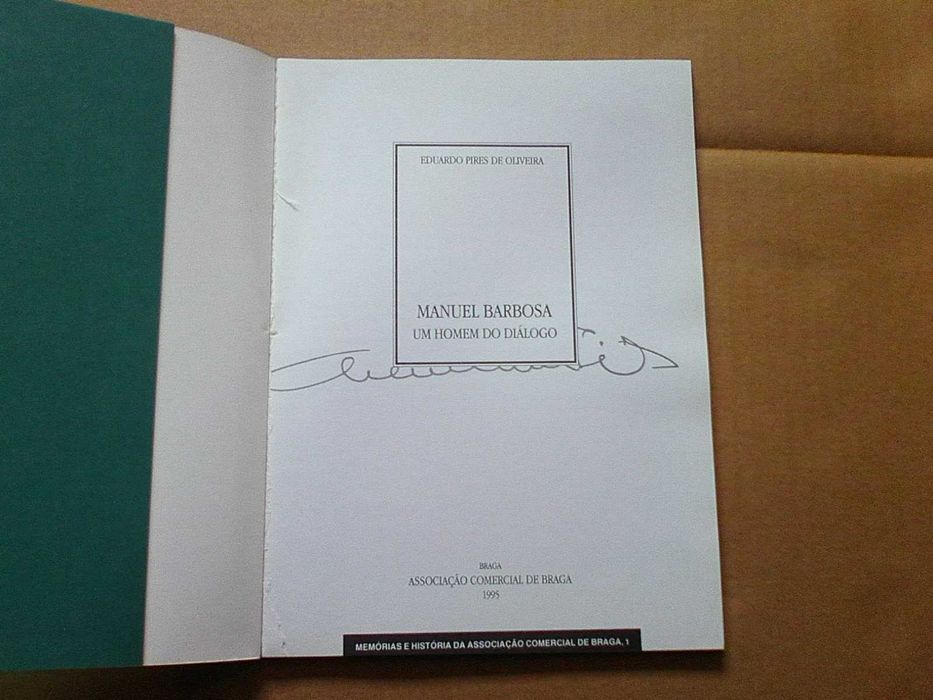 EDUARDO PIRES DE OLIVEIRA
MANUEL BARBOSA
UM HOMEM DO DIÁLOGO
BRAGA
ASSOCIAÇÃO COMERCIAL DE BRAGA
1995
MEMÓRIAS E HISTÓRIA DA ASSOCIAÇÃO COMERCIAL DE BRAGA, 1